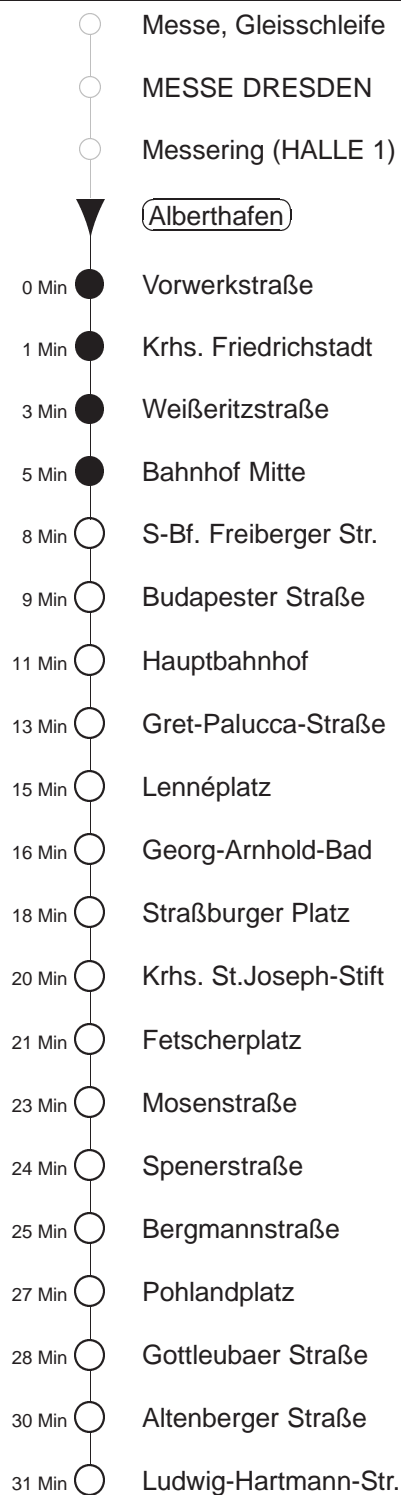 Messe, Gleisschleife
MESSE DRESDEN
Messering (HALLE 1)
Alberthafen
0 Min Vorwerkstraße
1 Min Krhs. Friedrichstadt
3 Min Weißeritzstraße
5 Min Bahnhof Mitte
8 Min S-Bf. Freiberger Str.
9 Min Budapester Straße
11 Min Hauptbahnhof
13 Min Gret-Palucca-Straße
15 Min Lennéplatz
16 Min Georg-Arnhold-Bad
18 Min Straßburger Platz
20 Min Krhs. St.Joseph-Stift
21 Min Fetscherplatz
23 Min Mosenstraße
24 Min Spenerstraße
25 Min Bergmannstraße
27 Min Pohlandplatz
28 Min Gottleubaer Straße
30 Min Altenberger Straße
31 Min Ludwig-Hartmann-Str.